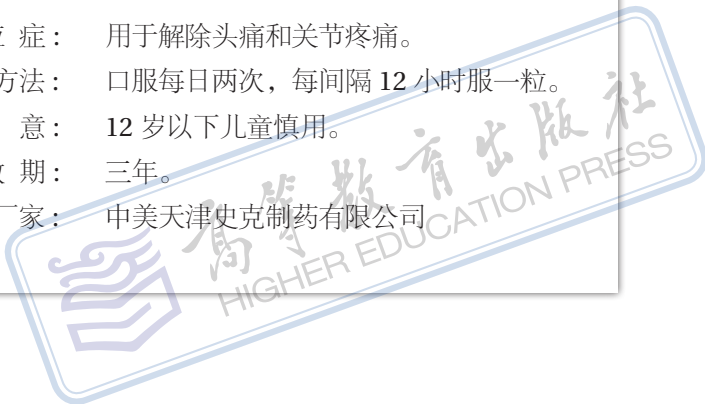 症： 用于解除头痛和关节疼痛。
方法： 口服每日两次，每间隔 12 小时服一粒。
意： 12 岁以下儿童慎用。
期： 三年。
厂家： 中美天津史克制药有限公司
高等教育出版社
HIGHER EDUCATION PRESS